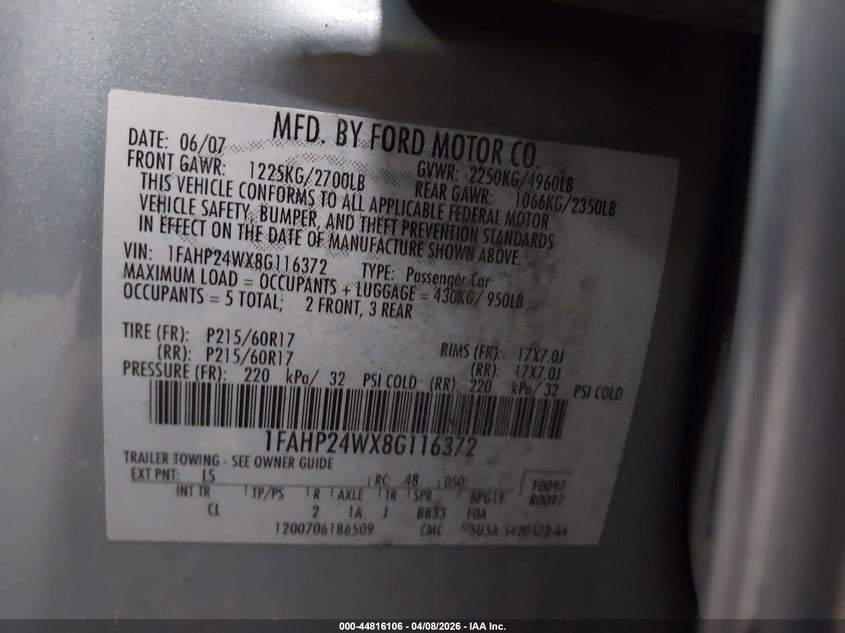 MFD. BY FORD MOTOR CO.
DATE: 06/07 GVWR: 2250KG/4960LB
FRONT GAWR: 1225KG/2700LB REAR GAWR: 1066KG/2350LB
THIS VEHICLE CONFORMS TO ALL APPLICABLE FEDERAL MOTOR
VEHICLE SAFETY, BUMPER, AND THEFT PREVENTION STANDARDS
IN EFFECT ON THE DATE OF MANUFACTURE SHOWN ABOVE.
VIN: 1FAHP24WX8G116372 TYPE: Passenger Car
MAXIMUM LOAD = OCCUPANTS + LUGGAGE = 430KG/ 950LB
OCCUPANTS = 5 TOTAL; 2 FRONT, 3 REAR
TIRE (FR): P215/60R17 RIMS (FR): 17X7.0J
(RR): P215/60R17 (RR): 17X7.0J
PRESSURE (FR): 220 kPa/ 32 PSI COLD (RR): 220 kPa/ 32 PSI COLD
1FAHP24WX8G116372
TRAILER TOWING - SEE OWNER GUIDE
EXT PNT: LS RC: 48 DSO: F0097
INT TR TP/PS R AXLE TR SPR R0097
CL 2 1A J BB33
1200706186509 CMC
000-44816106 - 04/08/2026 - IAA Inc.